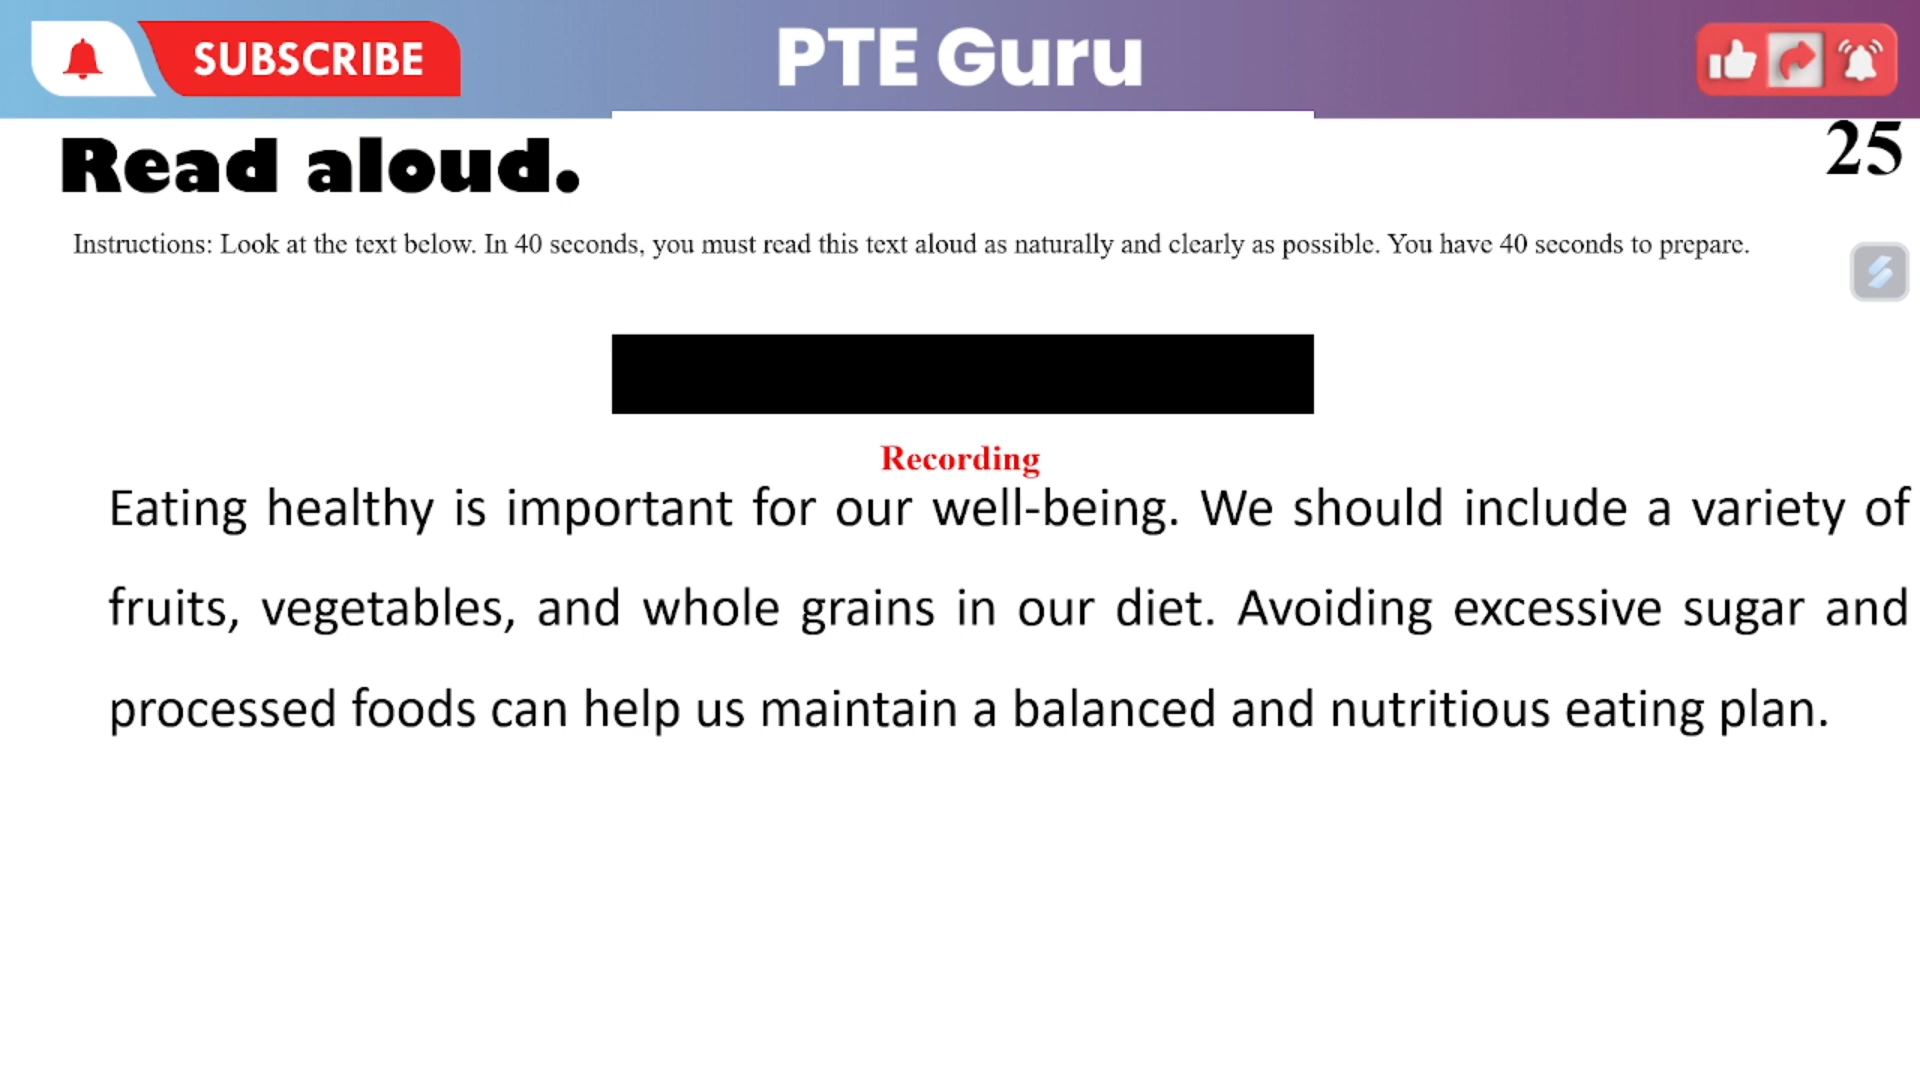 SUBSCRIBE
PTE Guru
Read aloud.
25
Instructions: Look at the text below. In 40 seconds, you must read this text aloud as naturally and clearly as possible. You have 40 seconds to prepare.
Recording
Eating healthy is important for our well-being. We should include a variety of
fruits, vegetables, and whole grains in our diet. Avoiding excessive sugar and
processed foods can help us maintain a balanced and nutritious eating plan.